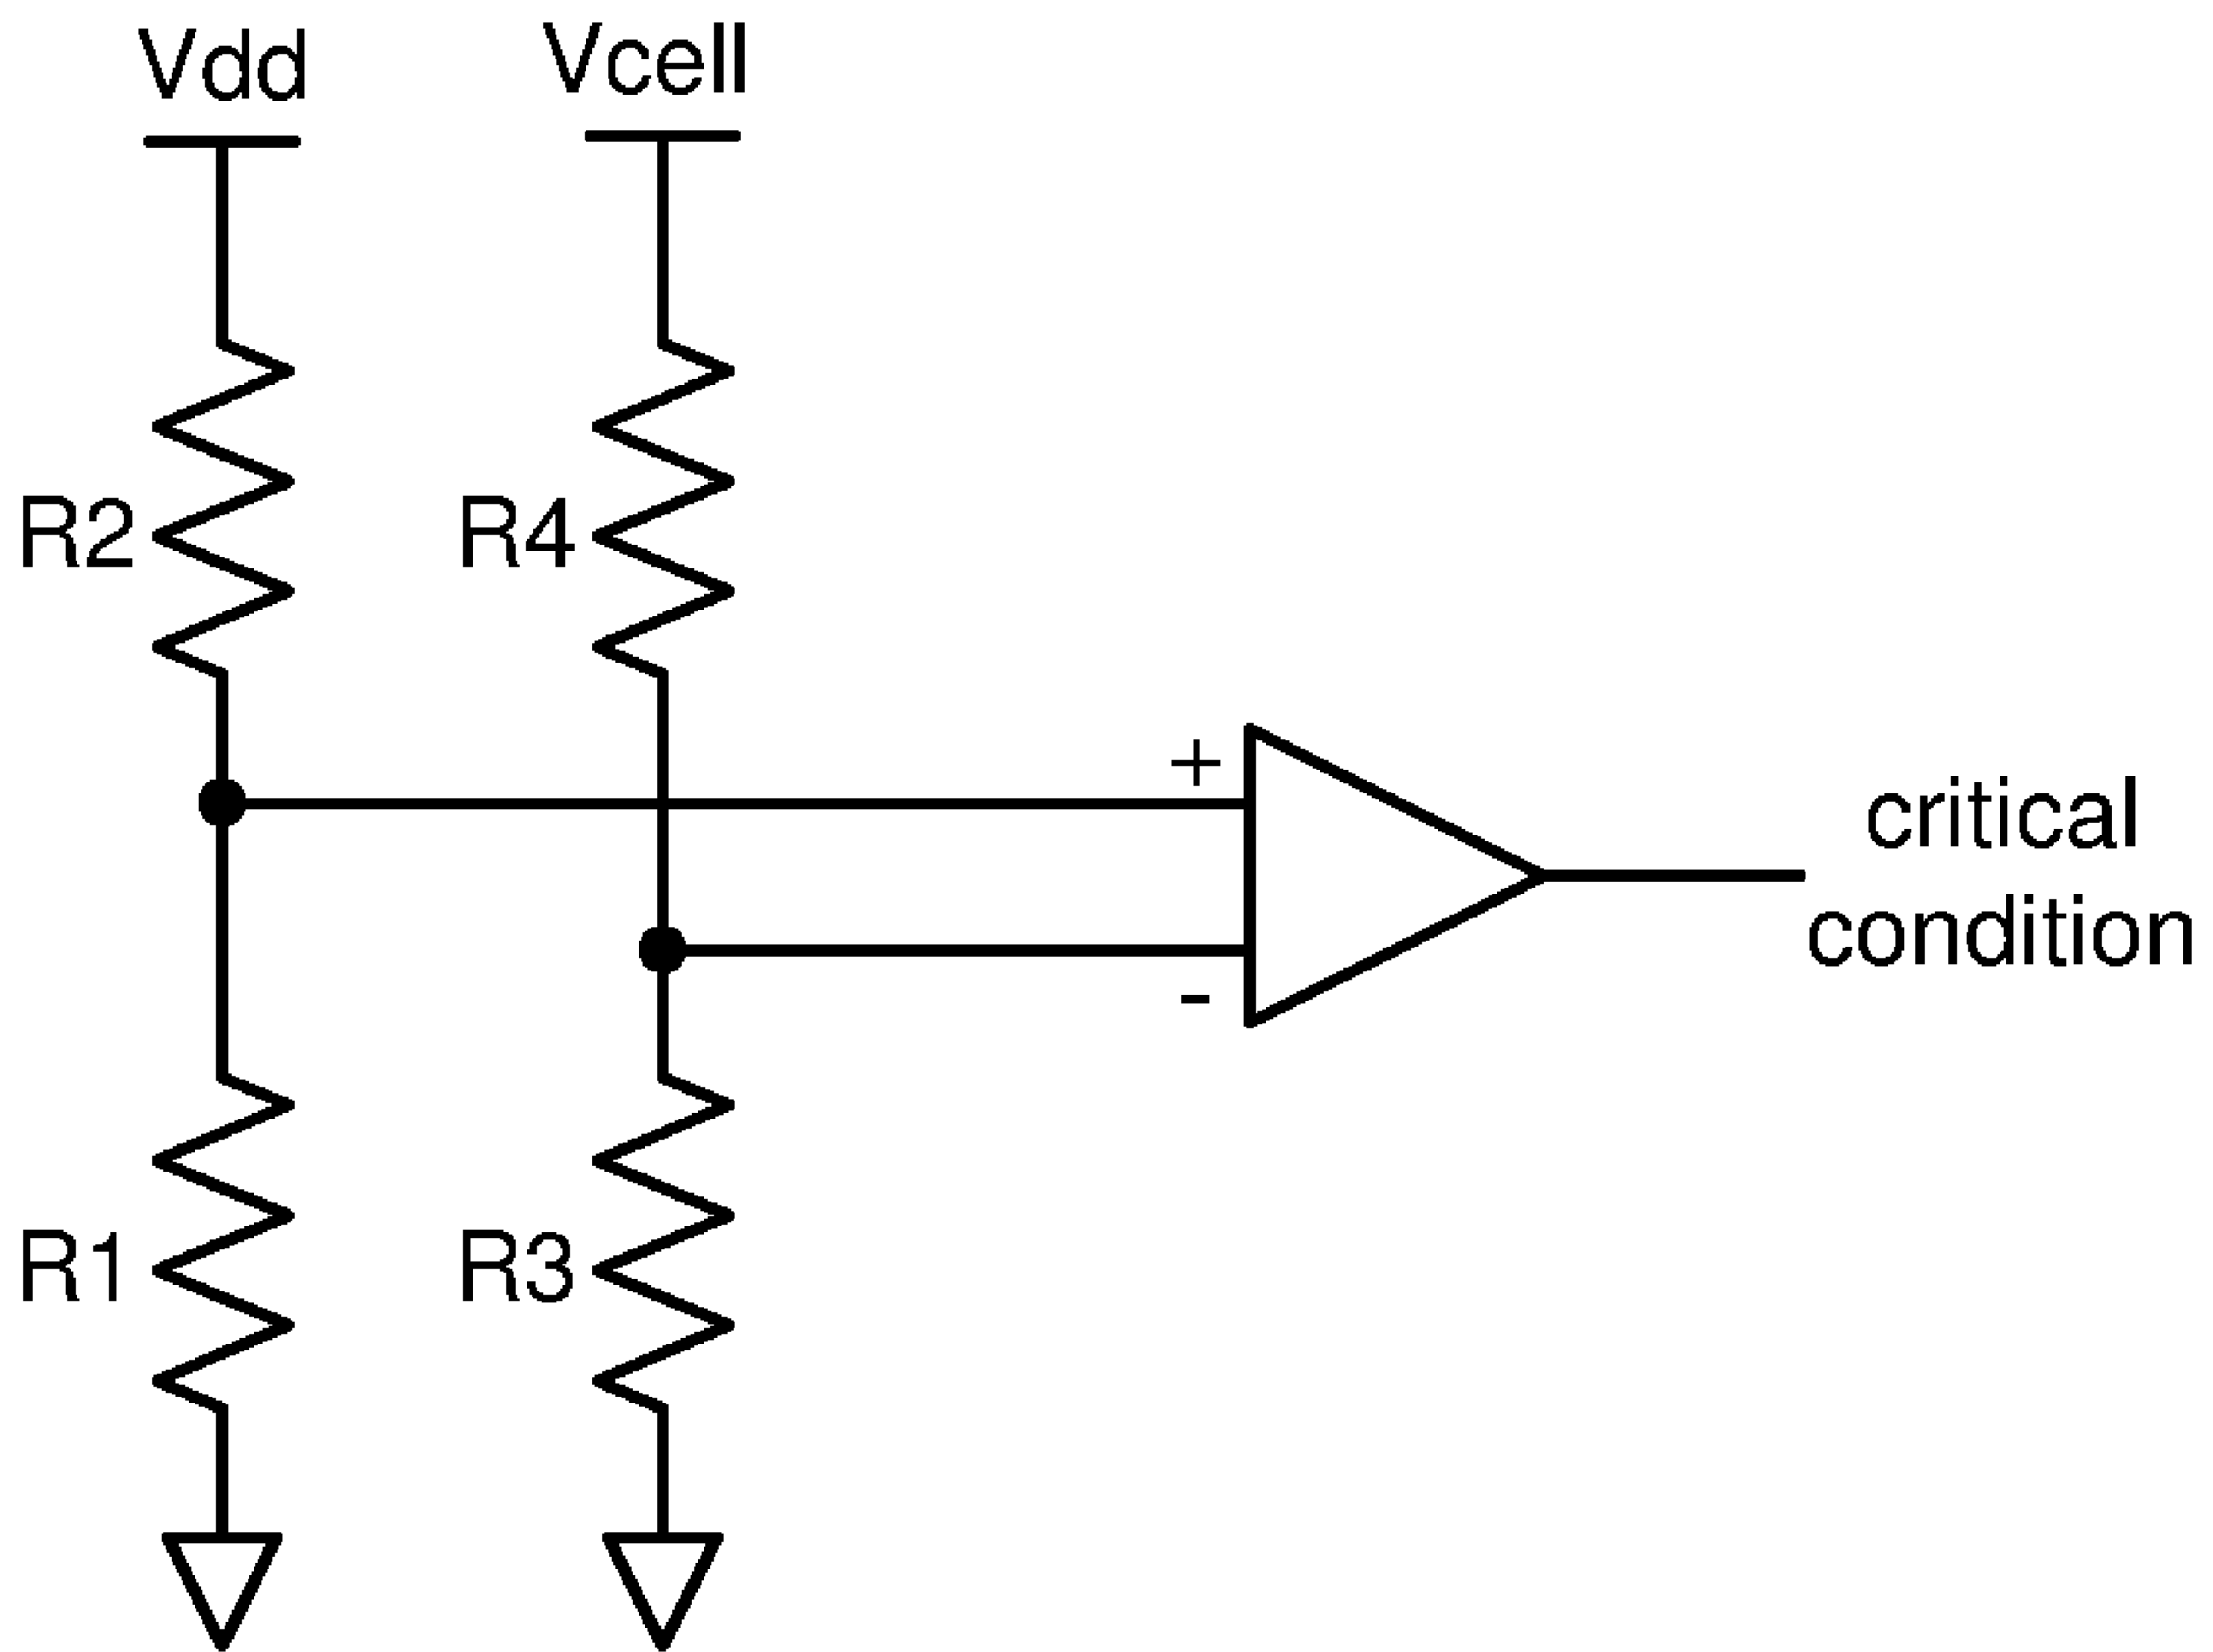 Vdd
Vcell
R2
R4
+
critical
condition
-
R1
R3